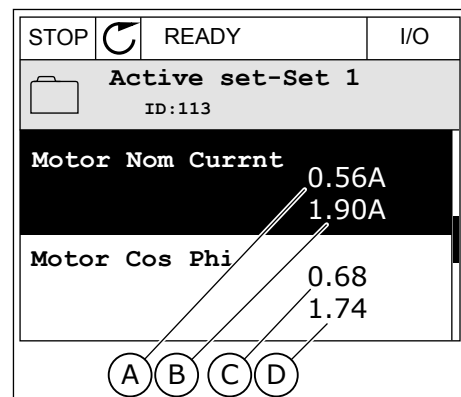 STOP READY I/O
Active set-Set 1
ID:113
Motor Nom Currnt
0.56A
1.90A
Motor Cos Phi
0.68
1.74
A B C D